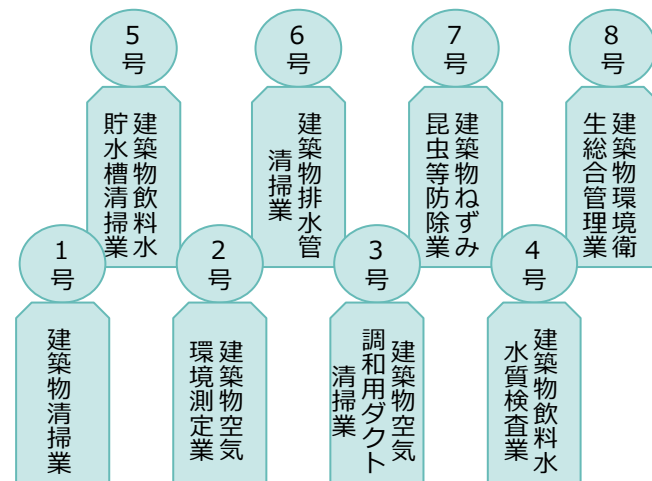 5
号
建築物飲料水
貯水槽清掃業
6
号
建築物排水管
清掃業
7
号
建築物ねずみ
昆虫等防除業
8
号
建築物環境衛
生総合管理業
1
号
建築物清掃業
2
号
建築物空気
環境測定業
3
号
建築物空気
調和用ダクト
清掃業
4
号
建築物飲料水
水質検査業